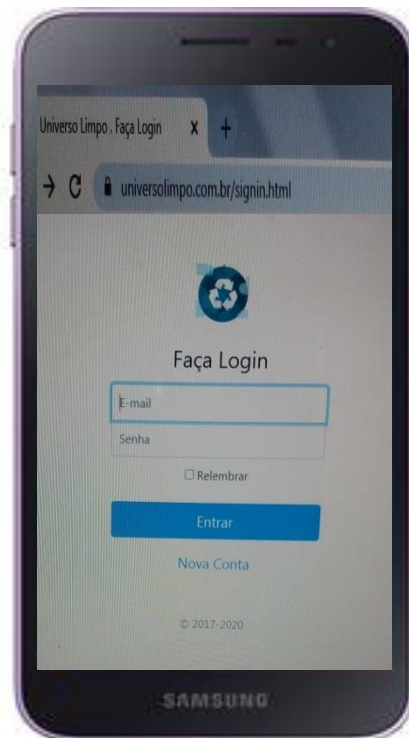 Universo Limpo . Faça Login X +
universolimpo.com.br/signin.html
Faça Login
E-mail
Senha
Relembrar
Entrar
Nova Conta
© 2017-2020
SAMSUNG